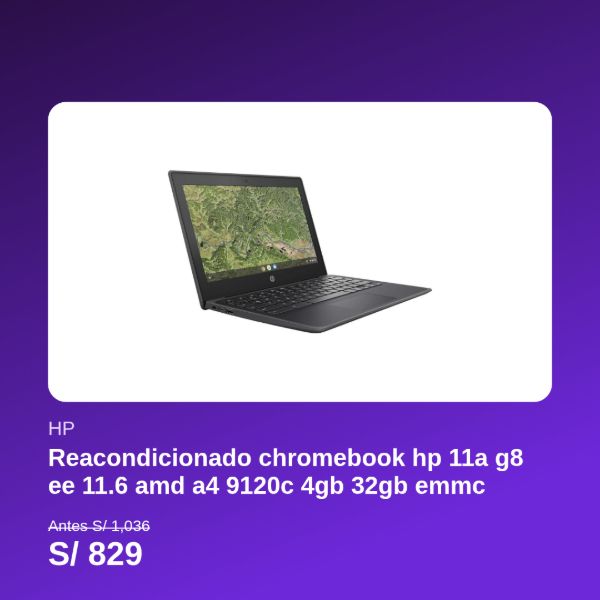 HP
Reacondicionado chromebook hp 11a g8
ee 11.6 amd a4 9120c 4gb 32gb emmc
Antes S/ 1,036
S/ 829